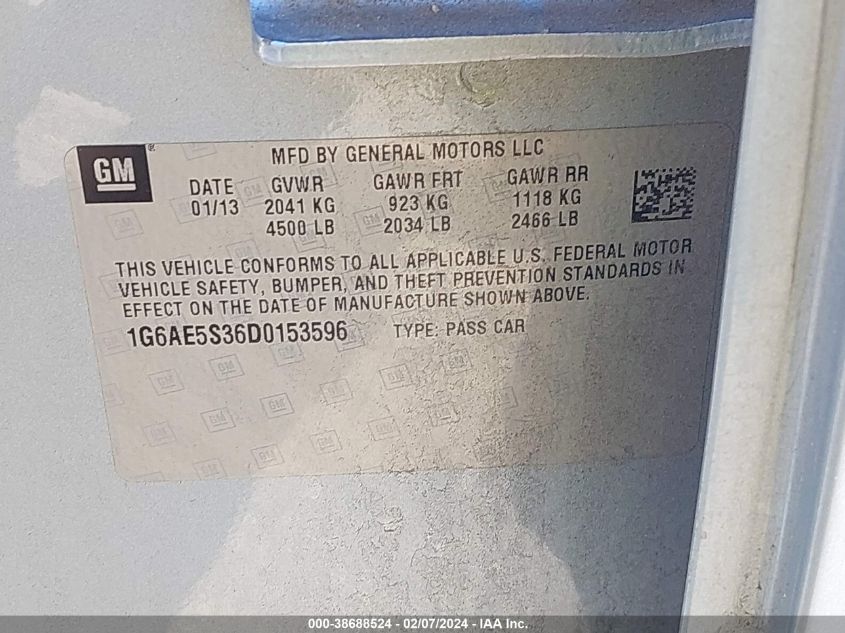 GM ®
MFD BY GENERAL MOTORS LLC
DATE GVWR GAWR FRT GAWR RR
01/13 2041 KG 923 KG 1118 KG
4500 LB 2034 LB 2466 LB
THIS VEHICLE CONFORMS TO ALL APPLICABLE U.S. FEDERAL MOTOR
VEHICLE SAFETY, BUMPER, AND THEFT PREVENTION STANDARDS IN
EFFECT ON THE DATE OF MANUFACTURE SHOWN ABOVE.
1G6AE5S36D0153596 TYPE: PASS CAR
000-38688524 - 02/07/2024 - IAA Inc.